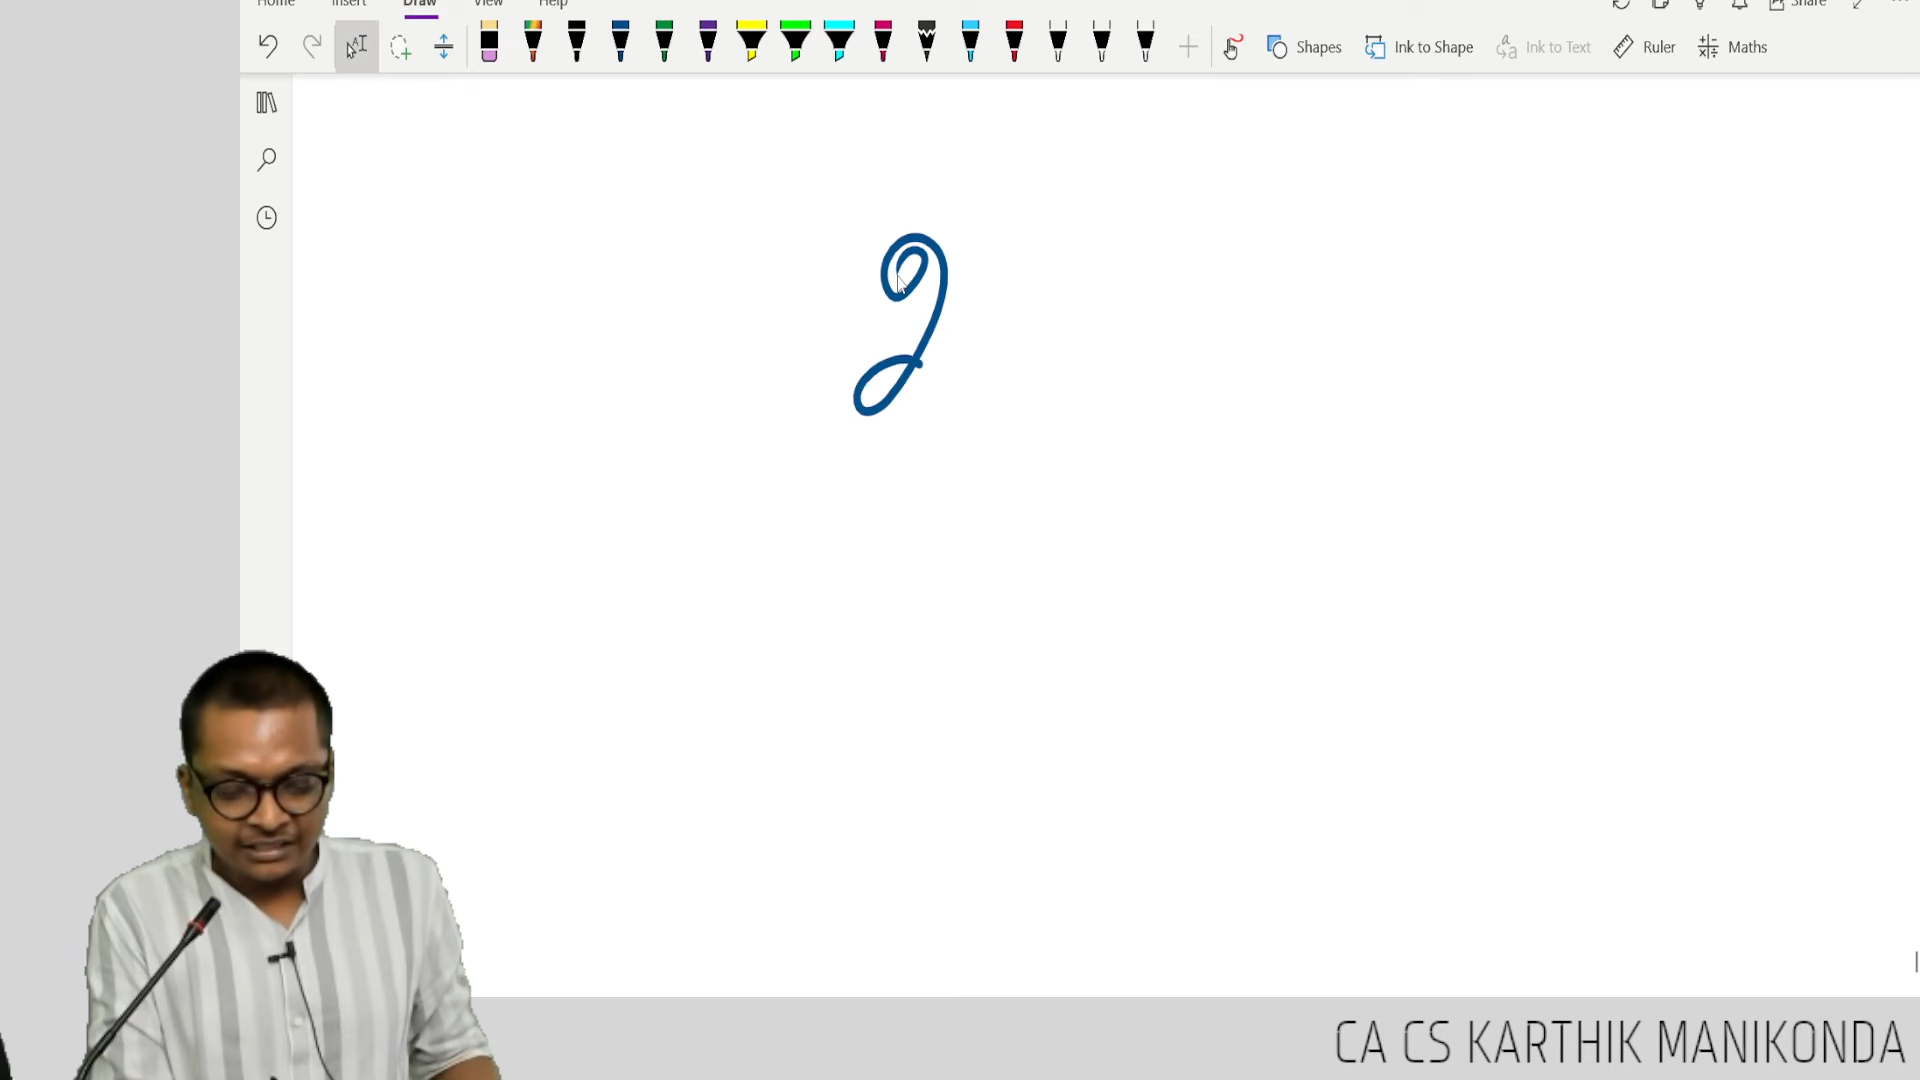 Home Insert Draw View Help Share
Shapes Ink to Shape Ink to Text Ruler Maths
CA CS KARTHIK MANIKONDA